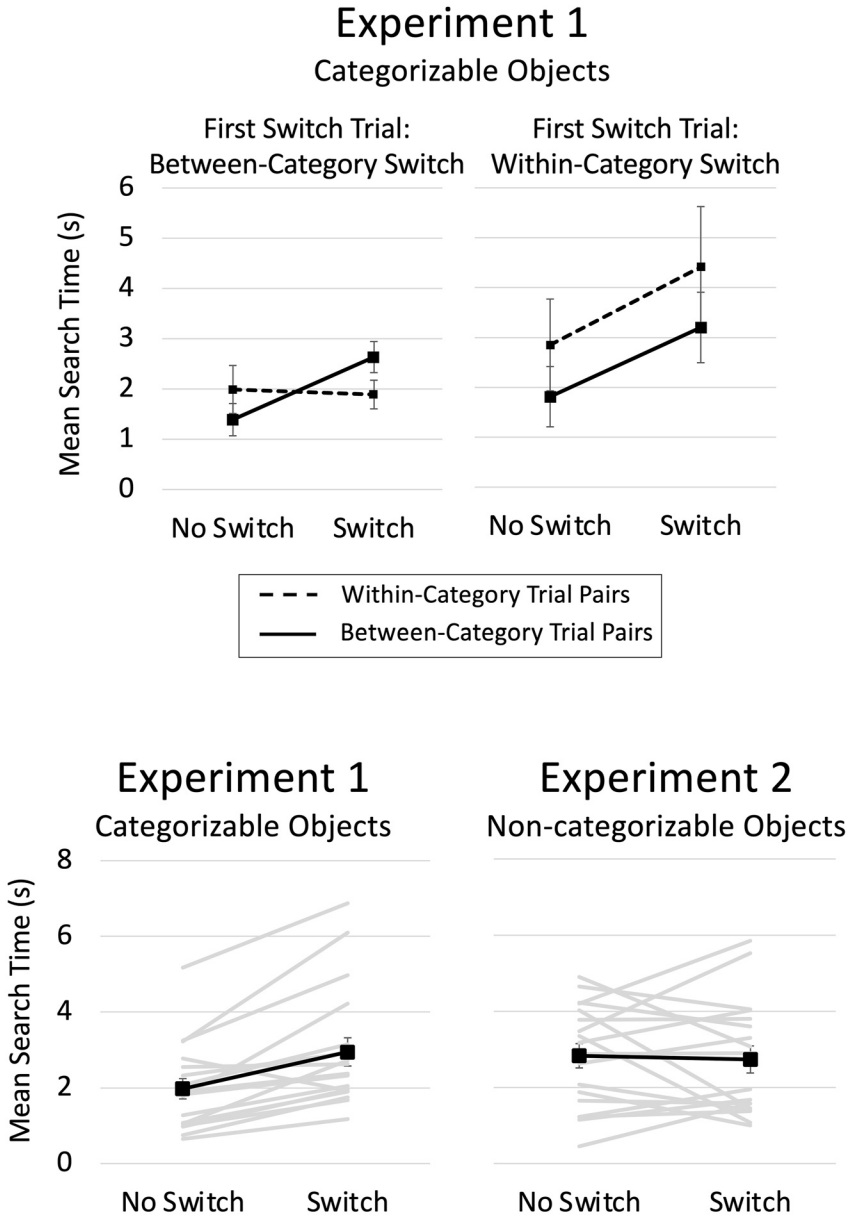 Experiment 1
Categorizable Objects
First Switch Trial:
Between-Category Switch
First Switch Trial:
Within-Category Switch
Mean Search Time (s)
6
5
4
3
2
1
0
No Switch
Switch
No Switch
Switch
Within-Category Trial Pairs
Between-Category Trial Pairs
Experiment 1
Categorizable Objects
Experiment 2
Non-categorizable Objects
Mean Search Time (s)
8
6
4
2
0
No Switch
Switch
No Switch
Switch